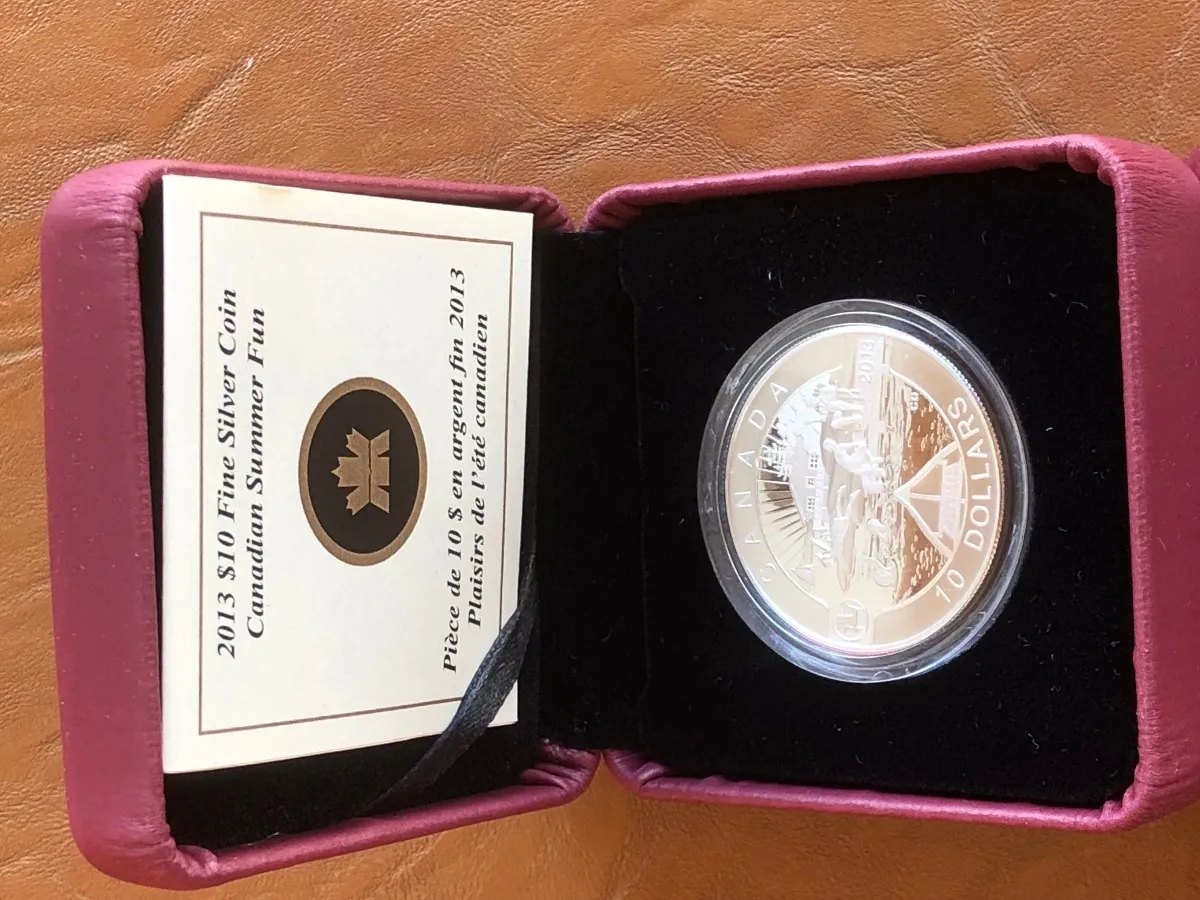 2013 $10 Fine Silver Coin
Canadian Summer Fun
Pièce de 10 $ en argent fin 2013
Plaisirs de l'été canadien
CANADA
2013
10 DOLLARS